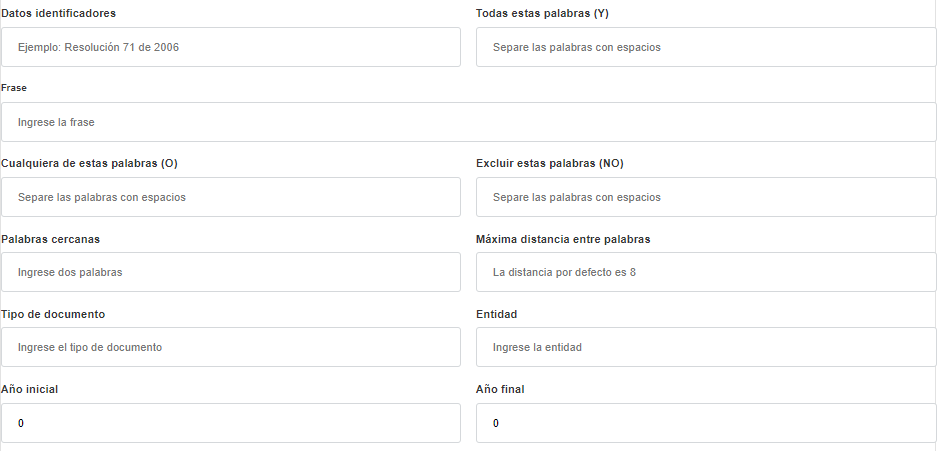 Datos identificadores
Todas estas palabras (Y)
Ejemplo: Resolución 71 de 2006
Separe las palabras con espacios
Frase
Ingrese la frase
Cualquiera de estas palabras (O)
Excluir estas palabras (NO)
Separe las palabras con espacios
Separe las palabras con espacios
Palabras cercanas
Máxima distancia entre palabras
Ingrese dos palabras
La distancia por defecto es 8
Tipo de documento
Entidad
Ingrese el tipo de documento
Ingrese la entidad
Año inicial
Año final
0
0